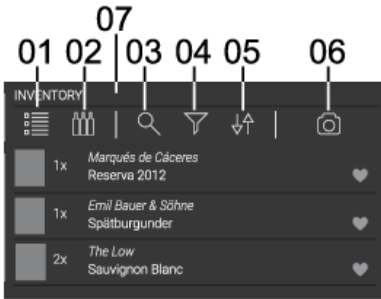 07
01 02 03 04 05 06
INVENTORY
1x Marqués de Cáceres
Reserva 2012
1x Emil Bauer & Söhne
Spätburgunder
2x The Low
Sauvignon Blanc